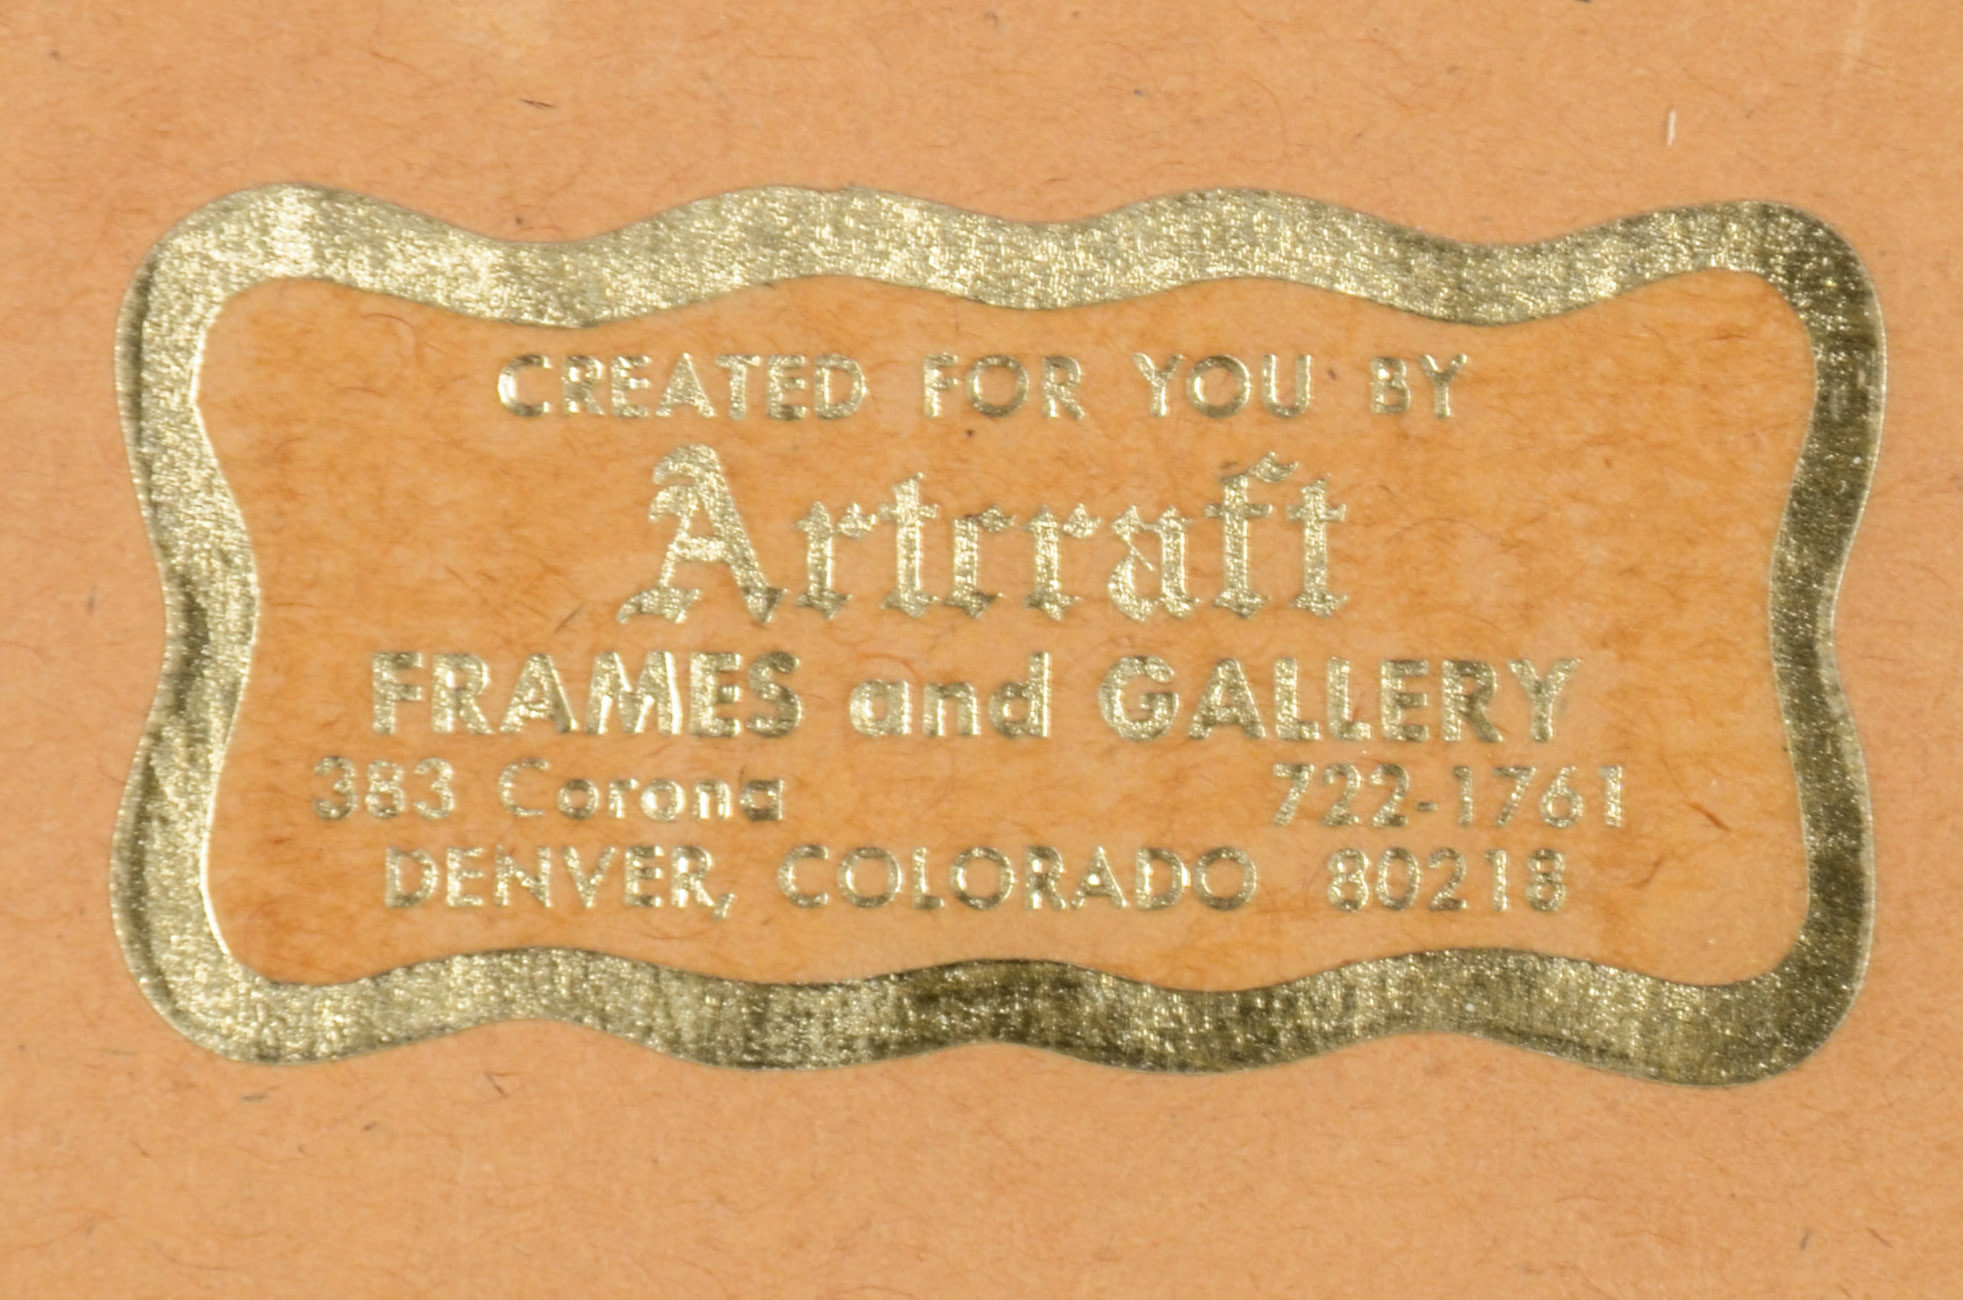 CREATED FOR YOU BY
Artcraft
FRAMES and GALLERY
383 Corona 722-1761
DENVER, COLORADO 80218